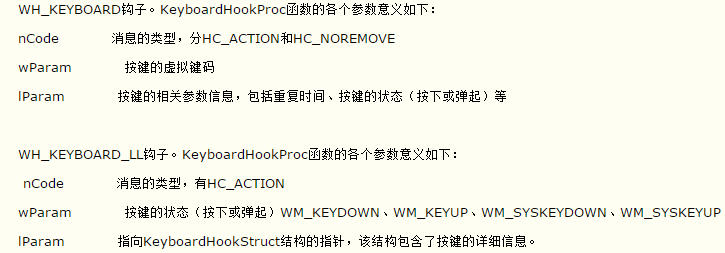 WH_KEYBOARD钩子。KeyboardHookProc函数的各个参数意义如下：
nCode 消息的类型，分HC_ACTION和HC_NOREMOVE
wParam 按键的虚拟键码
lParam 按键的相关参数信息，包括重复时间、按键的状态（按下或弹起）等
WH_KEYBOARD_LL钩子。KeyboardHookProc函数的各个参数意义如下：
nCode 消息的类型，有HC_ACTION
wParam 按键的状态（按下或弹起）WM_KEYDOWN、WM_KEYUP、WM_SYSKEYDOWN、WM_SYSKEYUP
lParam 指向KeyboardHookStruct结构的指针，该结构包含了按键的详细信息。